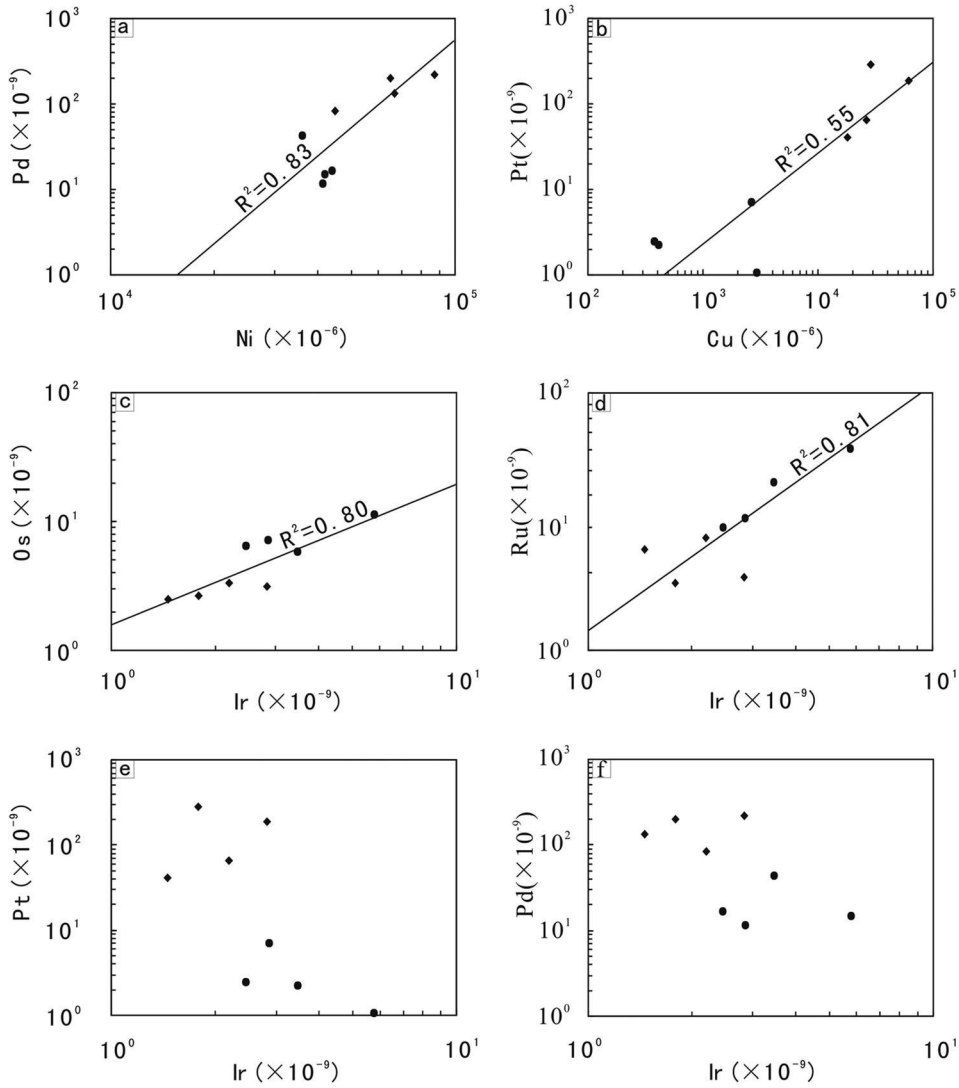 a
10³
10²
10¹
10⁰
Pd (×10⁻⁹)
R²=0.83
10⁴
10⁵
Ni (×10⁻⁶)
b
10³
10²
10¹
10⁰
Pt(×10⁻⁹)
R²=0.55
10²
10³
10⁴
10⁵
Cu (×10⁻⁶)
c
10²
10¹
10⁰
Os (×10⁻⁹)
R²=0.80
10⁰
10¹
Ir (×10⁻⁹)
d
10²
10¹
10⁰
Ru(×10⁻⁹)
R²=0.81
10⁰
10¹
Ir (×10⁻⁹)
e
10³
10²
10¹
10⁰
Pt (×10⁻⁹)
10⁰
10¹
Ir (×10⁻⁹)
f
10³
10²
10¹
10⁰
Pd(×10⁻⁹)
10⁰
10¹
Ir (×10⁻⁹)